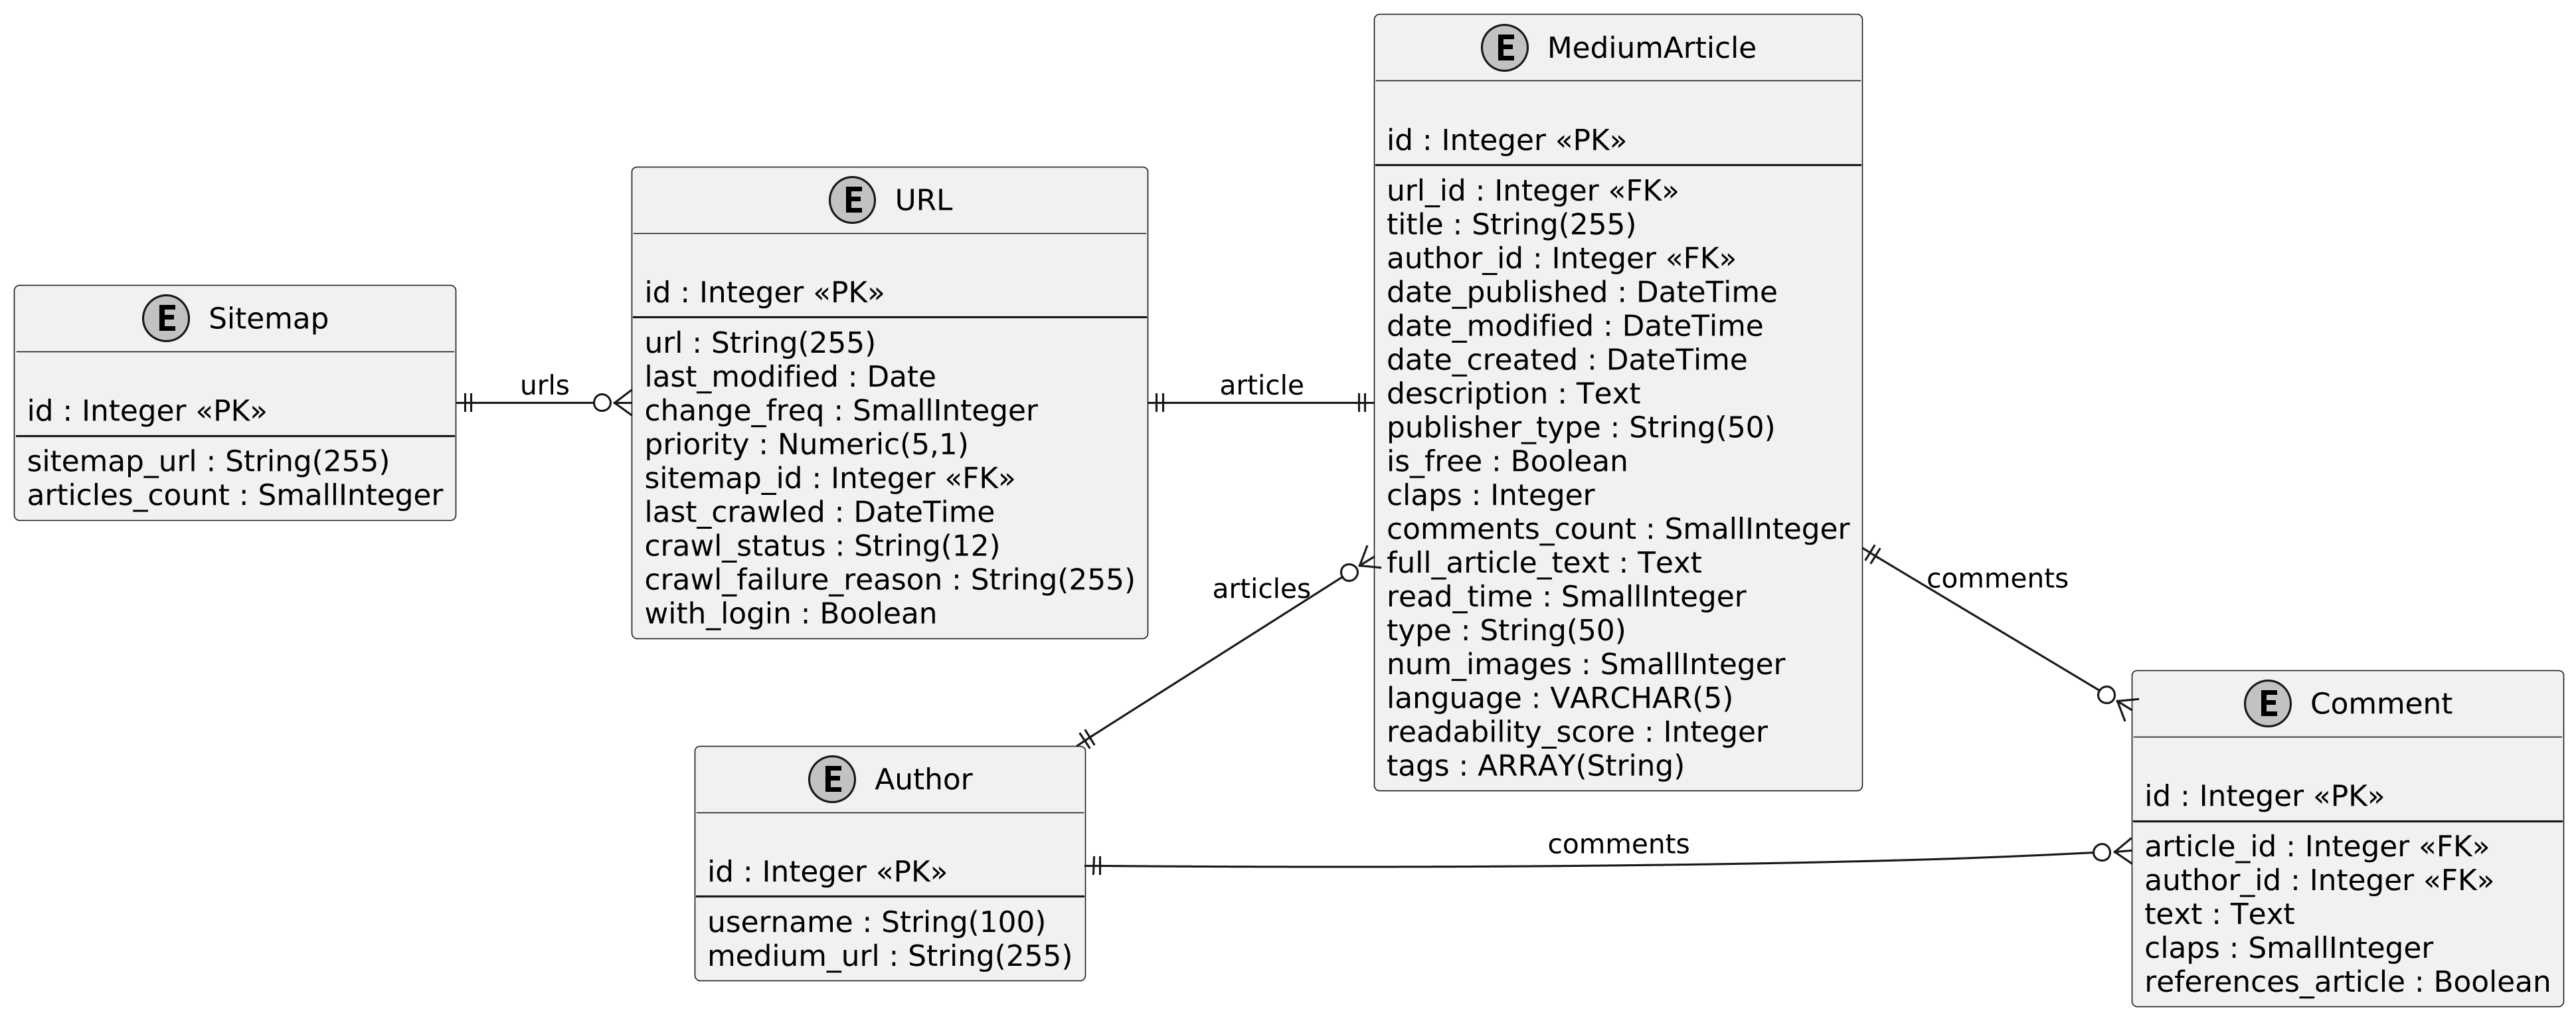 E Sitemap
id : Integer «PK»
sitemap_url : String(255)
articles_count : SmallInteger
urls
E URL
id : Integer «PK»
url : String(255)
last_modified : Date
change_freq : SmallInteger
priority : Numeric(5,1)
sitemap_id : Integer «FK»
last_crawled : DateTime
crawl_status : String(12)
crawl_failure_reason : String(255)
with_login : Boolean
article
E MediumArticle
id : Integer «PK»
url_id : Integer «FK»
title : String(255)
author_id : Integer «FK»
date_published : DateTime
date_modified : DateTime
date_created : DateTime
description : Text
publisher_type : String(50)
is_free : Boolean
claps : Integer
comments_count : SmallInteger
full_article_text : Text
read_time : SmallInteger
type : String(50)
num_images : SmallInteger
language : VARCHAR(5)
readability_score : Integer
tags : ARRAY(String)
articles
comments
E Author
id : Integer «PK»
username : String(100)
medium_url : String(255)
comments
E Comment
id : Integer «PK»
article_id : Integer «FK»
author_id : Integer «FK»
text : Text
claps : SmallInteger
references_article : Boolean